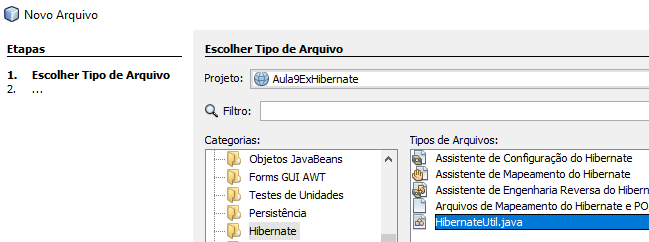 Novo Arquivo
Etapas
1. Escolher Tipo de Arquivo
2. ...
Escolher Tipo de Arquivo
Projeto: Aula9ExHibernate
Filtro:
Categorias:
Objetos JavaBeans
Forms GUI AWT
Testes de Unidades
Persistência
Hibernate
Tipos de Arquivos:
Assistente de Configuração do Hibernate
Assistente de Mapeamento do Hibernate
Assistente de Engenharia Reversa do Hibern
Arquivos de Mapeamento do Hibernate e PO
HibernateUtil.java